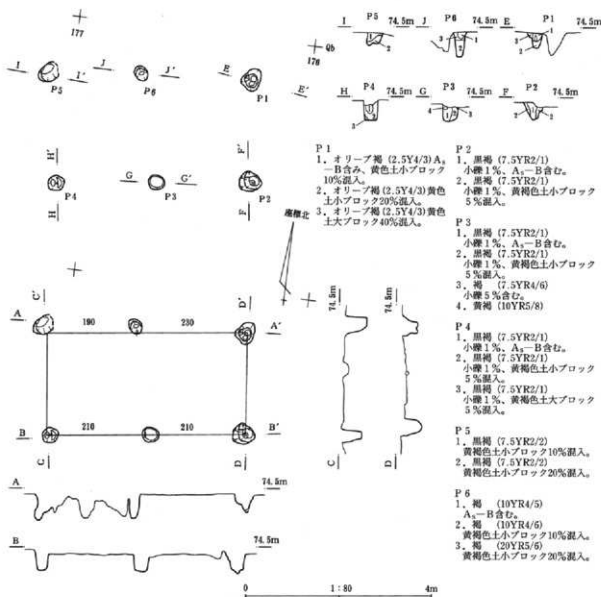 177
Qb
176
I
I'
P5
J
J'
P6
E
E'
P1
H'
H
P4
G
G'
P3
F'
F
P2
座標北
I P5 74.5m
J P6
E P1 74.5m
H P4 74.5m
G P3 74.5m
F P2 74.5m
C'
D'
A
190
230
A'
B
210
210
B'
C
D
74.5m
74.5m
C
D
A
74.5m
B
74.5m
0
1:80
4m
P 1
1. オリーブ褐 (2.5Y4/3) As
―B含み、黄色土小ブロック
10%混入。
2. オリーブ褐 (2.5Y4/3)黄色
土小ブロック20%混入。
3. オリーブ褐 (2.5Y4/3)黄色
土大ブロック40%混入。
P 2
1. 黒褐 (7.5YR2/1)
小礫1%、As―B含む。
2. 黒褐 (7.5YR2/1)
小礫1%、黄褐色土小ブロック
5%混入。
P 3
1. 黒褐 (7.5YR2/1)
小礫1%、As―B含む。
2. 黒褐 (7.5YR2/1)
小礫1%、黄褐色土小ブロック
5%混入。
3. 褐 (7.5YR4/6)
小礫5%含む。
4. 黄褐 (10YR5/8)
P 4
1. 黒褐 (7.5YR2/1)
小礫1%、As―B含む。
2. 黒褐 (7.5YR2/1)
小礫1%、黄褐色土小ブロック
5%混入。
3. 黒褐 (7.5YR2/1)
小礫1%、黄褐色土大ブロック
5%混入。
P 5
1. 黒褐 (7.5YR2/2)
黄褐色土小ブロック10%混入。
2. 黒褐 (7.5YR2/2)
黄褐色土小ブロック20%混入。
P 6
1. 褐 (10YR4/5)
As―B含む。
2. 褐 (10YR4/6)
黄褐色土小ブロック10%混入。
3. 褐 (20YR5/6)
黄褐色土小ブロック20%混入。